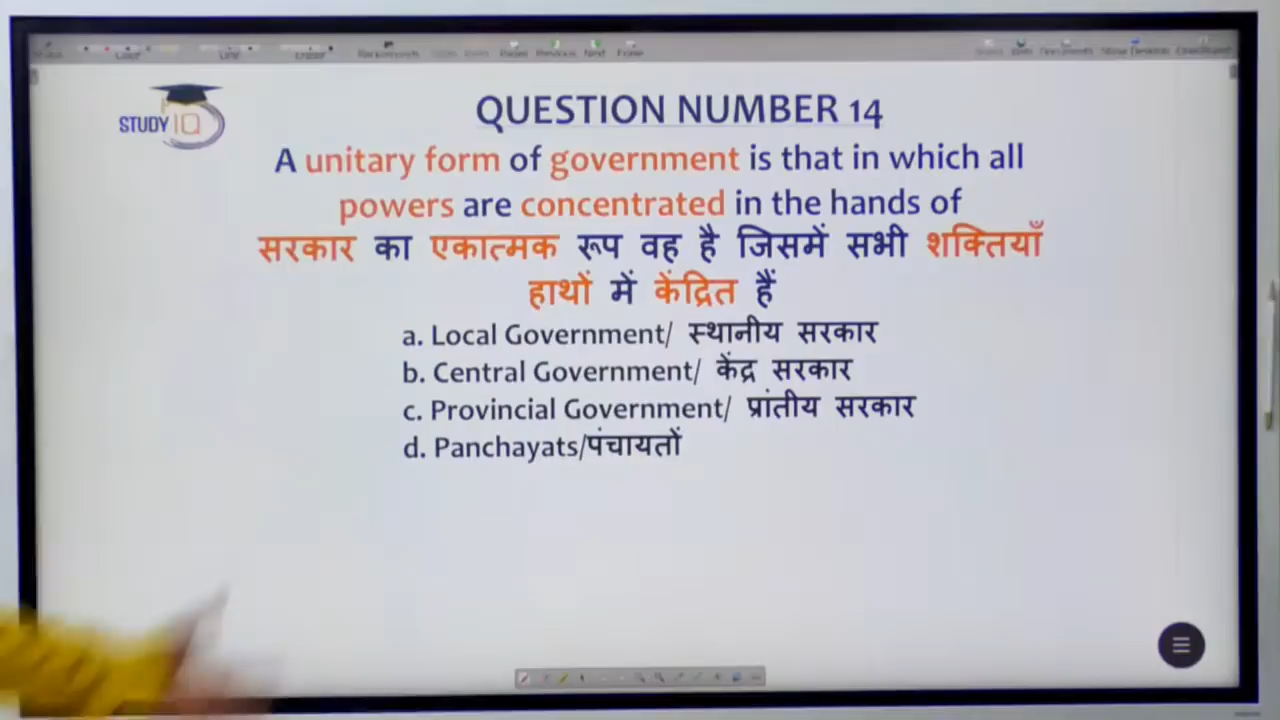 STUDY IQ
QUESTION NUMBER 14
A unitary form of government is that in which all
powers are concentrated in the hands of
सरकार का एकात्मक रूप वह है जिसमें सभी शक्तियाँ
हाथों में केंद्रित हैं
a. Local Government/ स्थानीय सरकार
b. Central Government/ केंद्र सरकार
c. Provincial Government/ प्रांतीय सरकार
d. Panchayats/पंचायतों